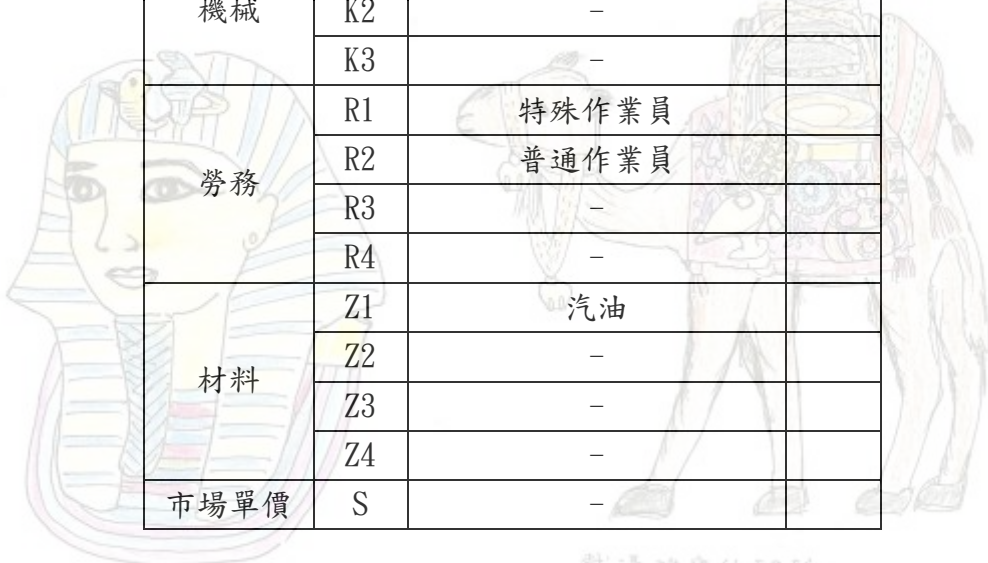 機械 K2 –
K3 –
勞務 R1 特殊作業員
R2 普通作業員
R3 –
R4 –
材料 Z1 汽油
Z2 –
Z3 –
Z4 –
市場單價 S –